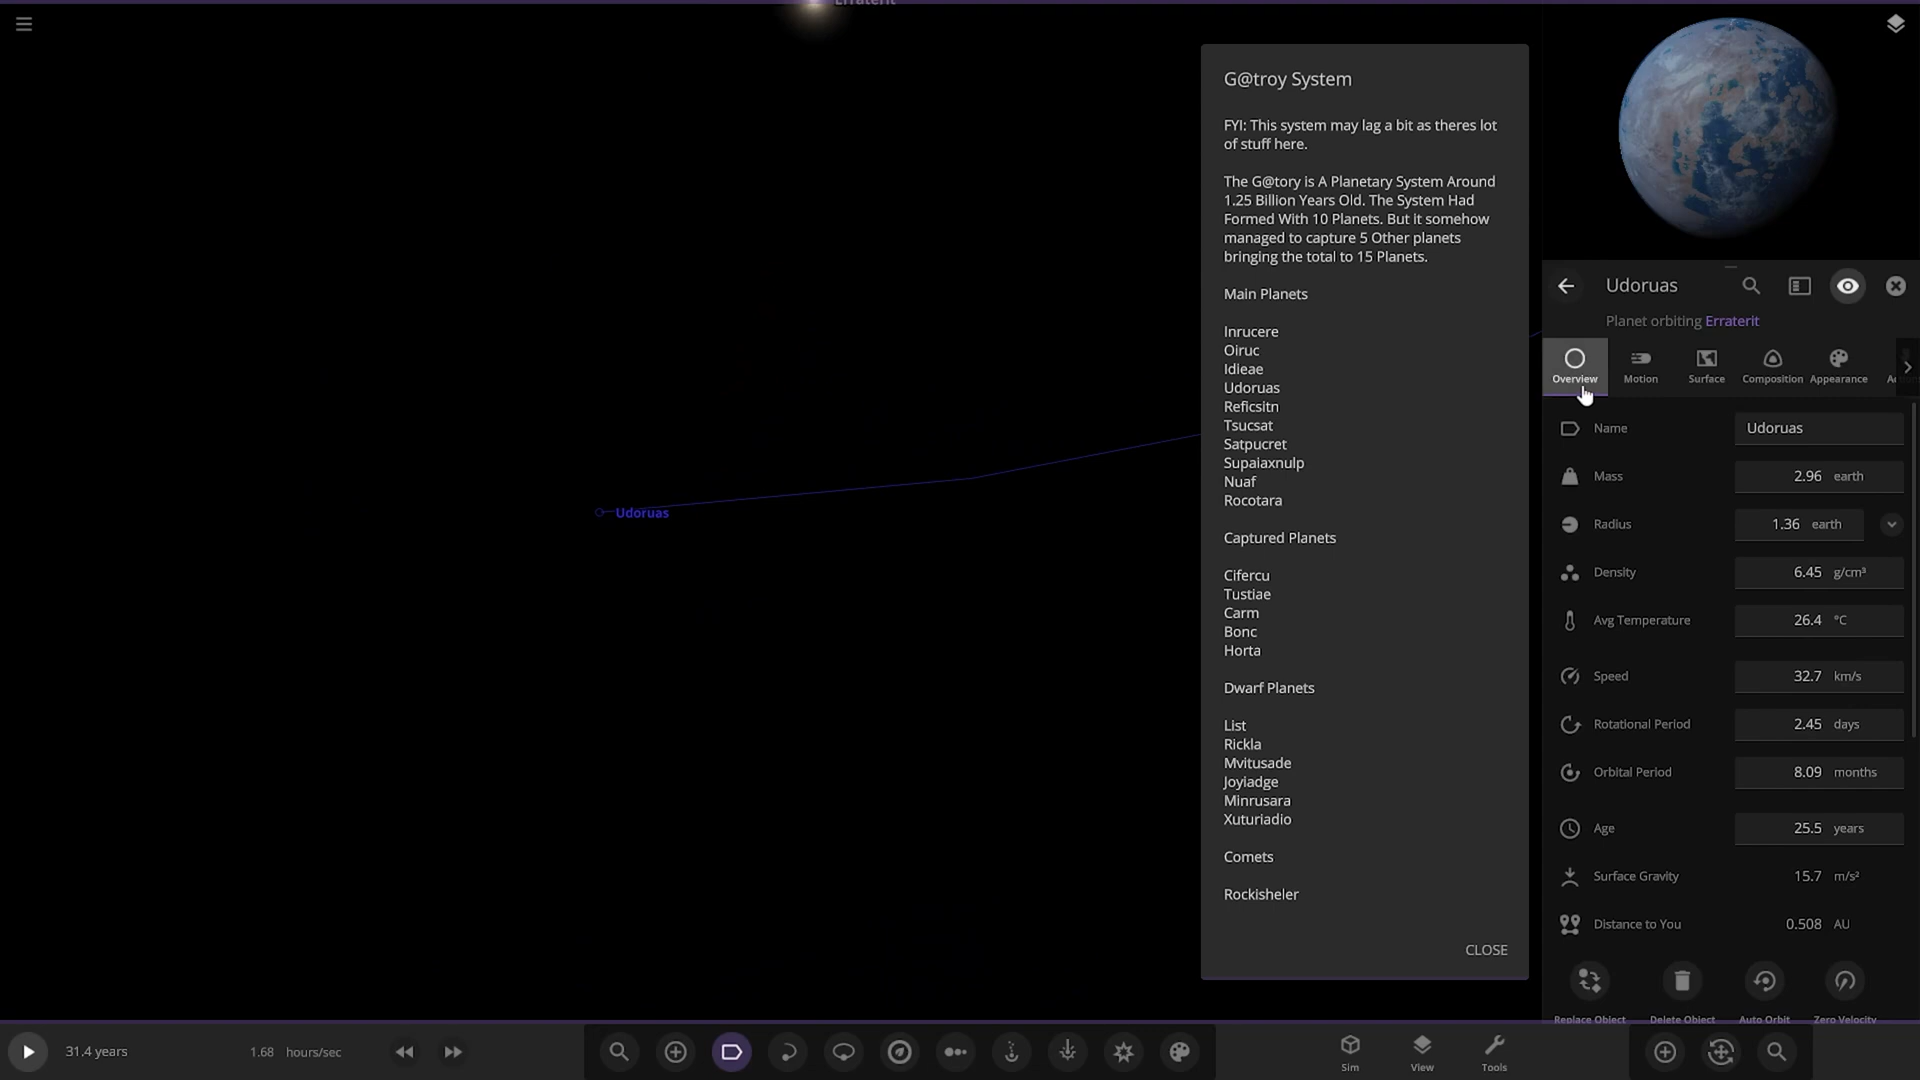 Erraterit
G@troy System
FYI: This system may lag a bit as theres lot
of stuff here.
The G@tory is A Planetary System Around
1.25 Billion Years Old. The System Had
Formed With 10 Planets. But it somehow
managed to capture 5 Other planets
bringing the total to 15 Planets.
Main Planets
Inrucere
Oiruc
Idieae
Udoruas
Reficsitn
Tsucsat
Satpucret
Supaiaxnulp
Nuaf
Rocotara
Captured Planets
Cifercu
Tustiae
Carm
Bonc
Horta
Dwarf Planets
List
Rickla
Mvitusade
Joyladge
Minrusara
Xuturiadio
Comets
Rockisheler
CLOSE
Udoruas
Udoruas
Planet orbiting Erraterit
Overview
Motion
Surface
Composition
Appearance
Name Udoruas
Mass 2.96 earth
Radius 1.36 earth
Density 6.45 g/cm³
Avg Temperature 26.4 °C
Speed 32.7 km/s
Rotational Period 2.45 days
Orbital Period 8.09 months
Age 25.5 years
Surface Gravity 15.7 m/s²
Distance to You 0.508 AU
Replace Object
Delete Object
Auto Orbit
Zero Velocity
31.4 years
1.68 hours/sec
Sim
View
Tools